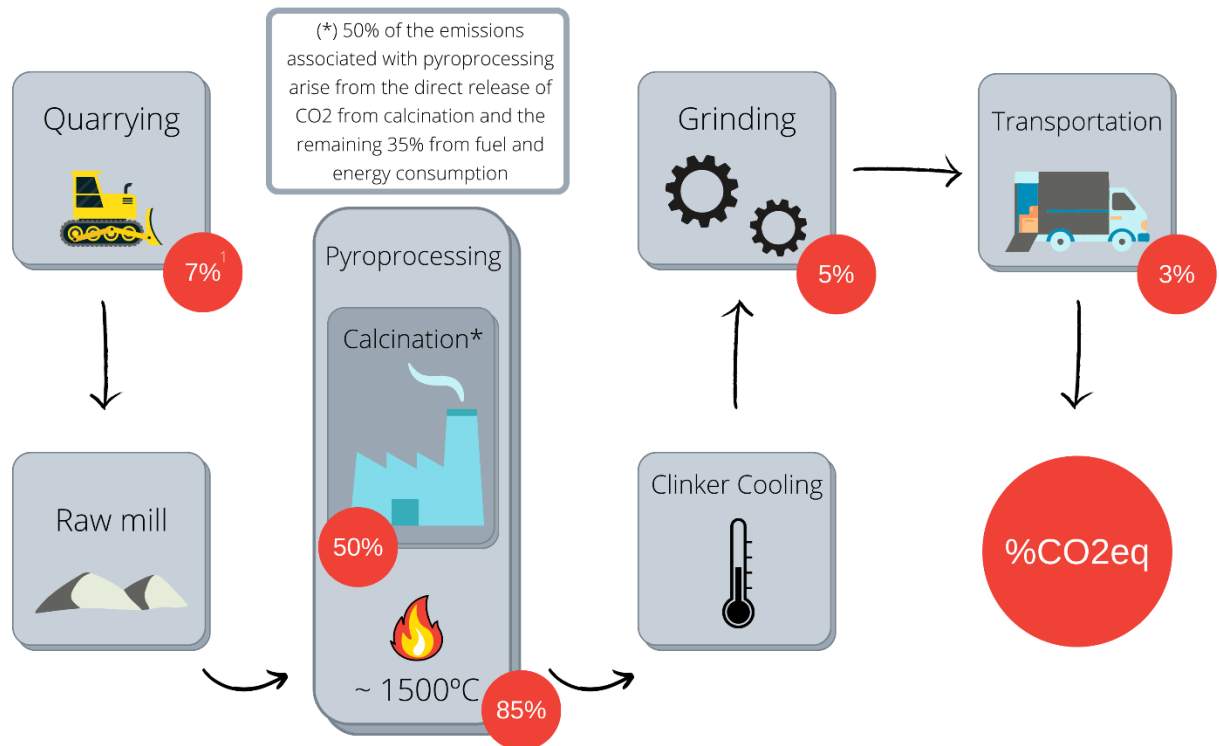 (*) 50% of the emissions
associated with pyroprocessing
arise from the direct release of
CO2 from calcination and the
remaining 35% from fuel and
energy consumption
Quarrying
7%1
Raw mill
Pyroprocessing
Calcination*
50%
~ 1500ºC
85%
Clinker Cooling
Grinding
5%
Transportation
3%
%CO2eq